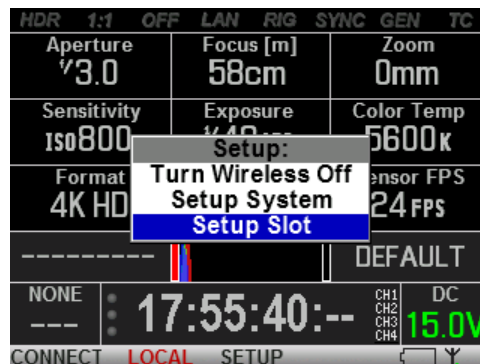 HDR 1:1 OFF LAN RIG SYNC GEN TC
Aperture Focus [m] Zoom
f/3.0 58cm 0mm
Sensitivity Exposure Color Temp
ISO800 5600K
Setup:
Format Turn Wireless Off FPS
4K HD Setup System 24 FPS
Setup Slot
--------- DEFAULT
NONE CH1 DC
--- 17:55:40:-- CH2
CH3 15.0V
CH4
CONNECT LOCAL SETUP